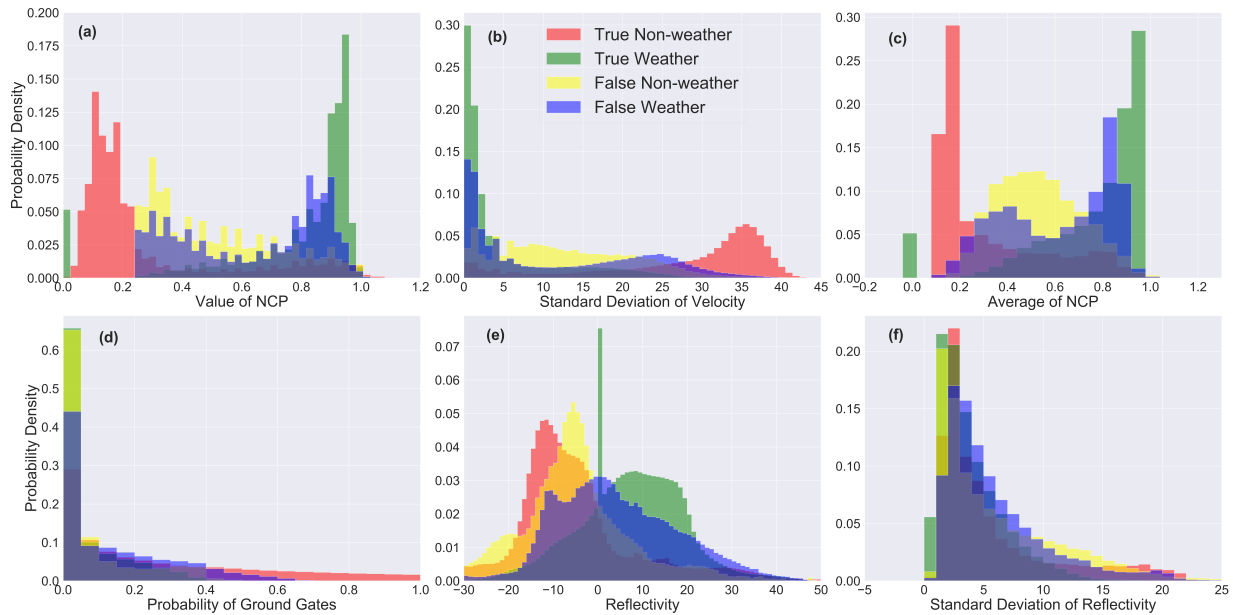 (a)
0.200
0.175
0.150
0.125
0.100
0.075
0.050
0.025
0.000
Probability Density
0.0 0.2 0.4 0.6 0.8 1.0 1.2
Value of NCP
(b)
True Non-weather
True Weather
False Non-weather
False Weather
0.30
0.25
0.20
0.15
0.10
0.05
0.00
0 5 10 15 20 25 30 35 40 45
Standard Deviation of Velocity
(c)
0.30
0.25
0.20
0.15
0.10
0.05
0.00
−0.2 0.0 0.2 0.4 0.6 0.8 1.0 1.2
Average of NCP
(d)
0.6
0.5
0.4
0.3
0.2
0.1
0.0
Probability Density
0.0 0.2 0.4 0.6 0.8 1.0
Probability of Ground Gates
(e)
0.07
0.06
0.05
0.04
0.03
0.02
0.01
0.00
−30 −20 −10 0 10 20 30 40 50
Reflectivity
(f)
0.20
0.15
0.10
0.05
0.00
−5 0 5 10 15 20 25
Standard Deviation of Reflectivity